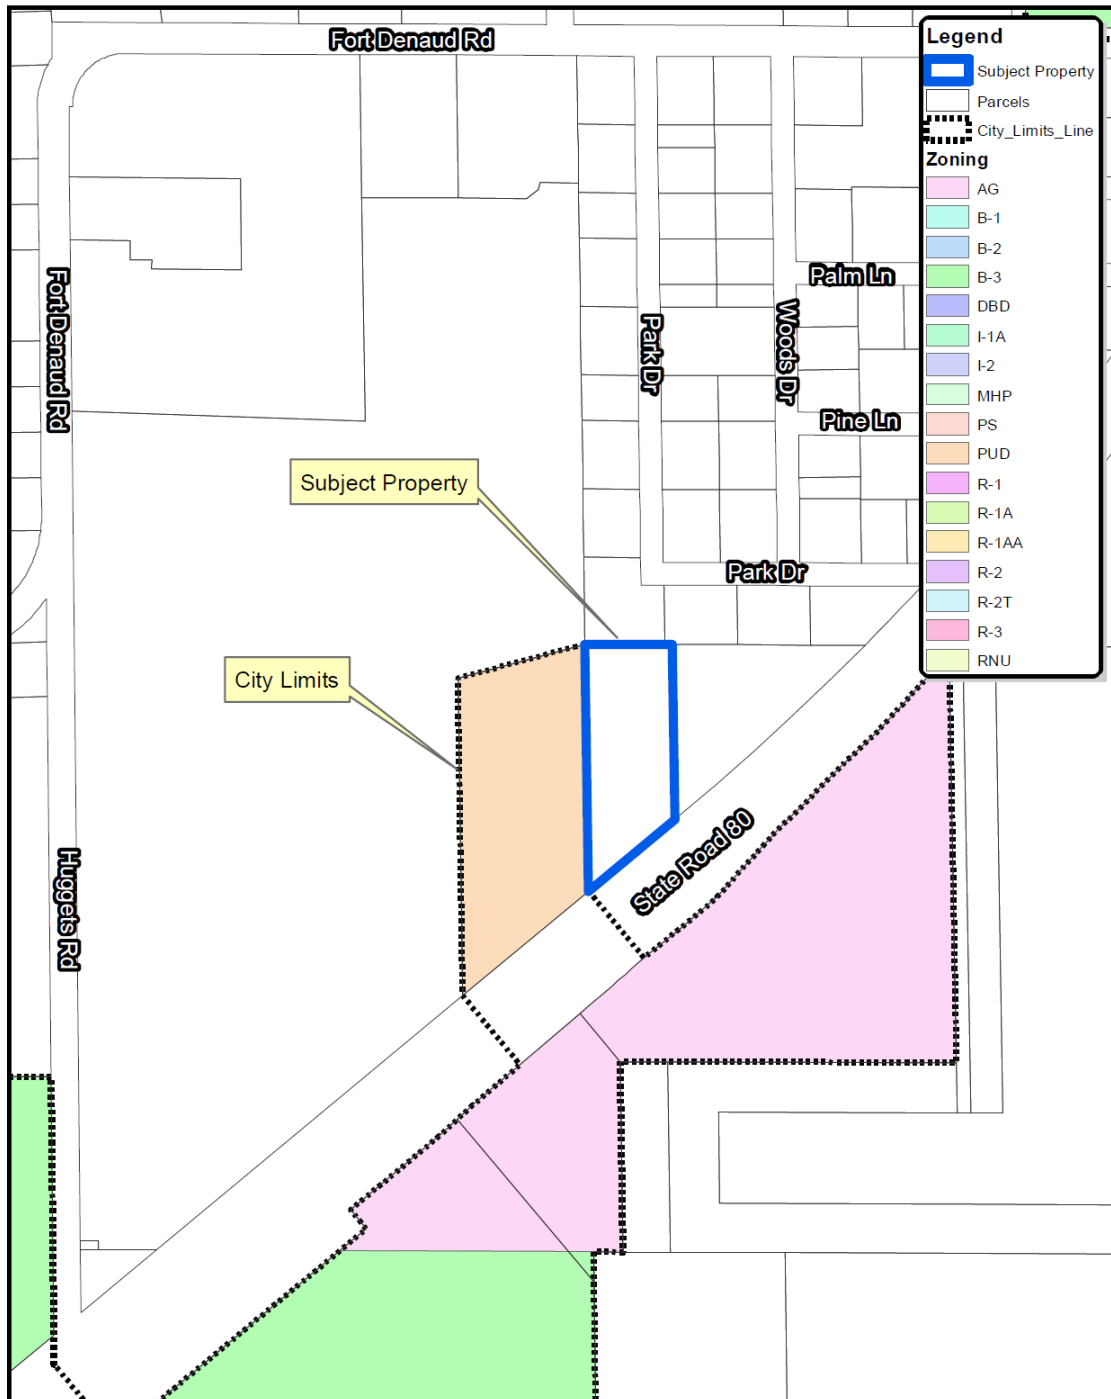 Fort Denaud Rd
Legend
Subject Property
Parcels
City_Limits_Line
Zoning
AG
B-1
B-2
B-3
DBD
I-1A
I-2
MHP
PS
PUD
R-1
R-1A
R-1AA
R-2
R-2T
R-3
RNU
Palm Ln
Fort Denaud Rd
Park Dr
Woods Dr
Pine Ln
Subject Property
Park Dr
City Limits
State Road 80
Huggets Rd